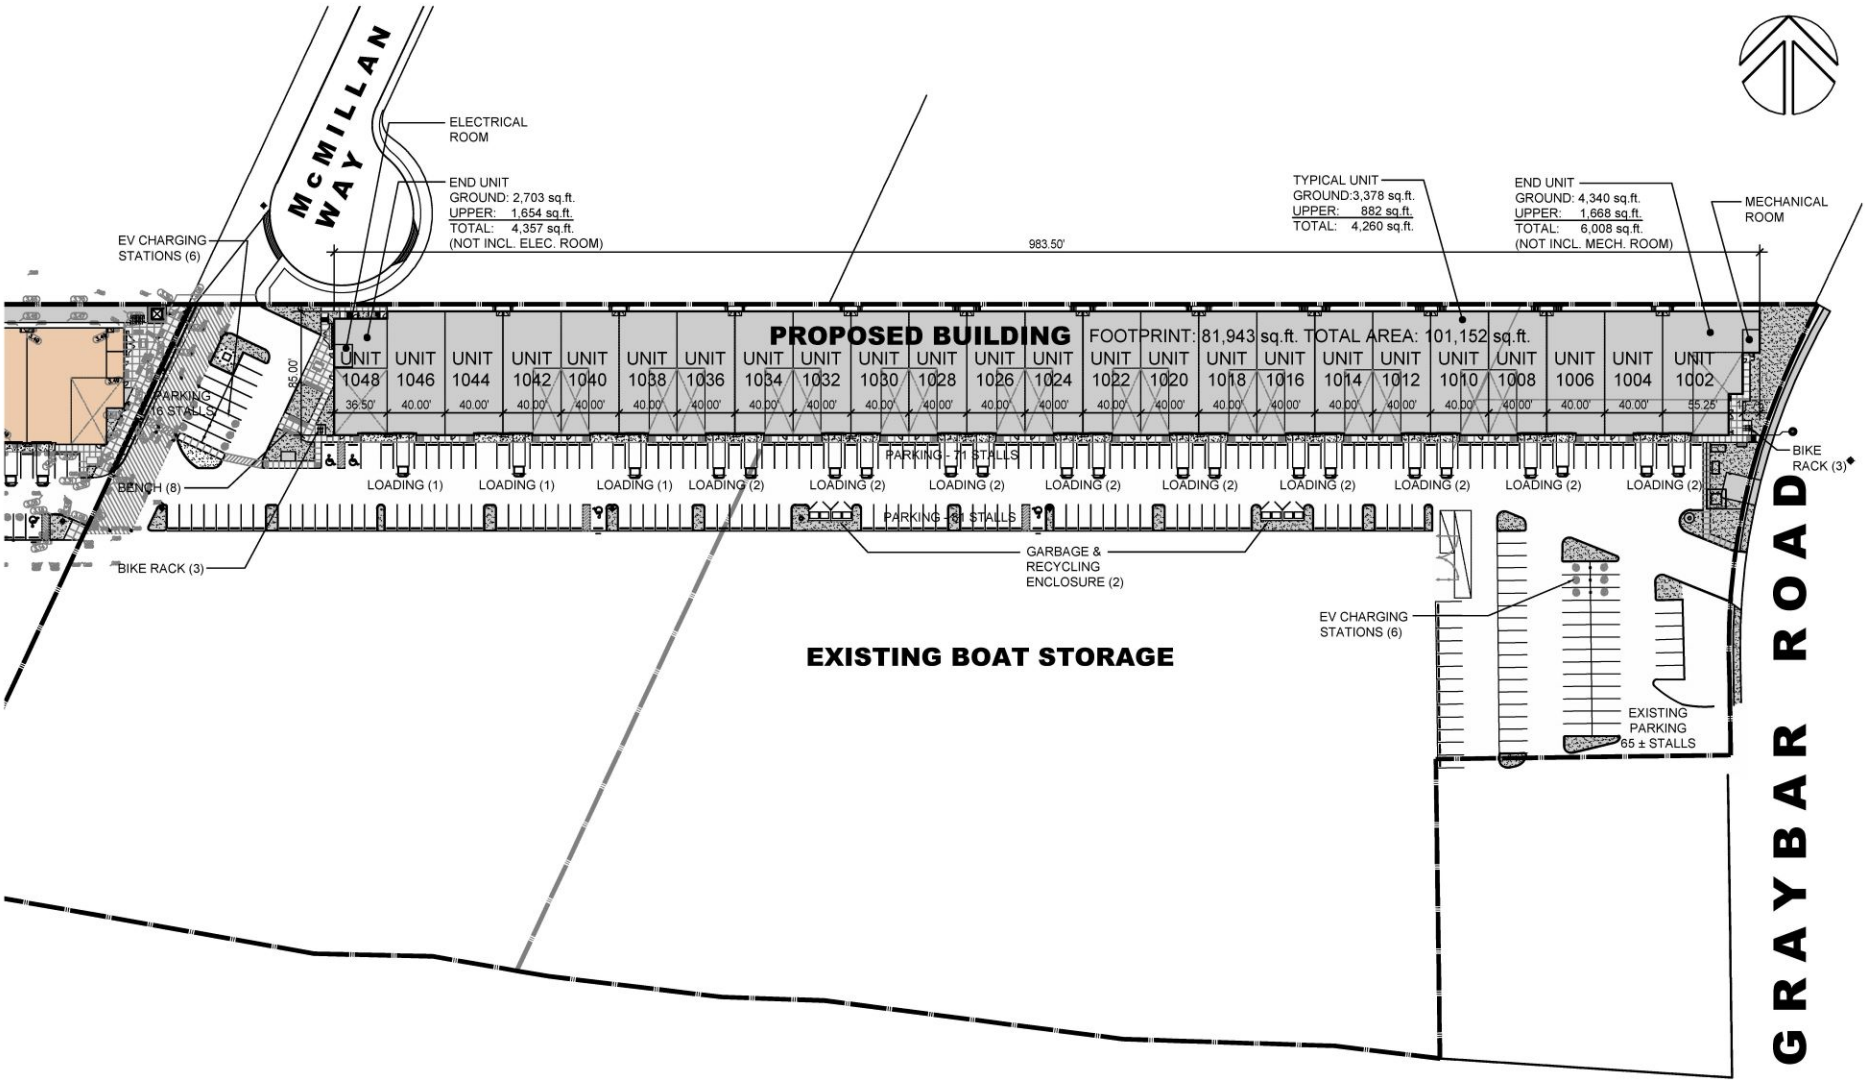 McMILLAN
WAY
ELECTRICAL
ROOM
END UNIT
GROUND: 2,703 sq.ft.
UPPER: 1,654 sq.ft.
TOTAL: 4,357 sq.ft.
(NOT INCL. ELEC. ROOM)
TYPICAL UNIT
GROUND:3,378 sq.ft.
UPPER: 882 sq.ft.
TOTAL: 4,260 sq.ft.
END UNIT
GROUND: 4,340 sq.ft.
UPPER: 1,668 sq.ft.
TOTAL: 6,008 sq.ft.
(NOT INCL. MECH. ROOM)
MECHANICAL
ROOM
EV CHARGING
STATIONS (6)
983.50'
PROPOSED BUILDING FOOTPRINT: 81,943 sq.ft. TOTAL AREA: 101,152 sq.ft.
UNIT UNIT UNIT UNIT UNIT UNIT UNIT UNIT UNIT UNIT UNIT UNIT UNIT UNIT UNIT UNIT UNIT UNIT UNIT UNIT UNIT UNIT UNIT UNIT
1048 1046 1044 1042 1040 1038 1036 1034 1032 1030 1028 1026 1024 1022 1020 1018 1016 1014 1012 1010 1008 1006 1004 1002
85.00'
36.50' 40.00' 40.00' 40.00' 40.00' 40.00' 40.00' 40.00' 40.00' 40.00' 40.00' 40.00' 40.00' 40.00' 40.00' 40.00' 40.00' 40.00' 40.00' 40.00' 40.00' 40.00' 40.00' 55.25'
PARKING
STALLS
PARKING - 71 STALLS
BIKE
RACK (3)
BENCH (8)
LOADING (1) LOADING (1) LOADING (1) LOADING (2) LOADING (2) LOADING (2) LOADING (2) LOADING (2) LOADING (2) LOADING (2) LOADING (2) LOADING (2)
PARKING - 81 STALLS
BIKE RACK (3)
GARBAGE &
RECYCLING
ENCLOSURE (2)
EV CHARGING
STATIONS (6)
EXISTING BOAT STORAGE
EXISTING
PARKING
65 ± STALLS
GRAYBAR ROAD